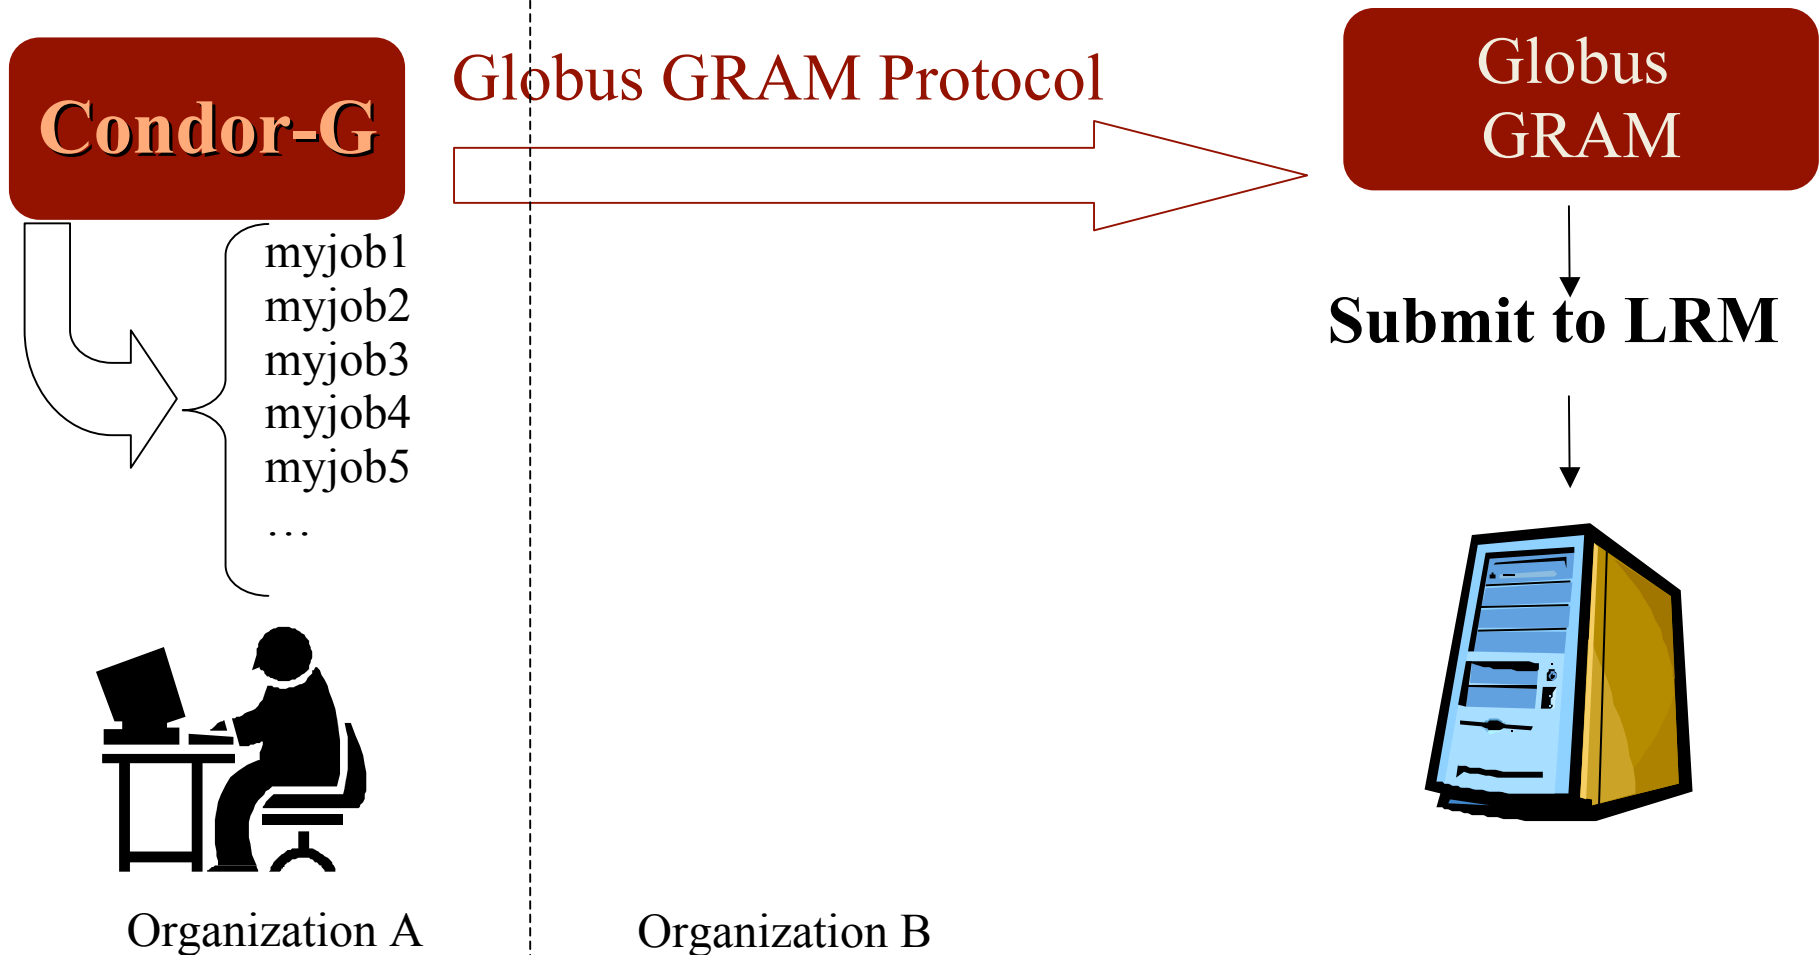 Condor-G
Globus GRAM Protocol
Globus
GRAM
myjob1
myjob2
myjob3
myjob4
myjob5
…
Submit to LRM
Organization A
Organization B